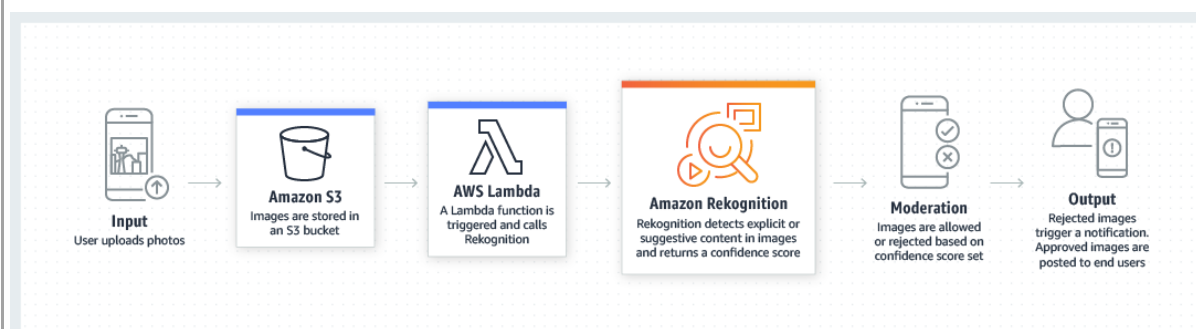 Input
User uploads photos
Amazon S3
Images are stored in
an S3 bucket
AWS Lambda
A Lambda function is
triggered and calls
Rekognition
Amazon Rekognition
Rekognition detects explicit or
suggestive content in images
and returns a confidence score
Moderation
Images are allowed
or rejected based on
confidence score set
Output
Rejected images
trigger a notification.
Approved images are
posted to end users